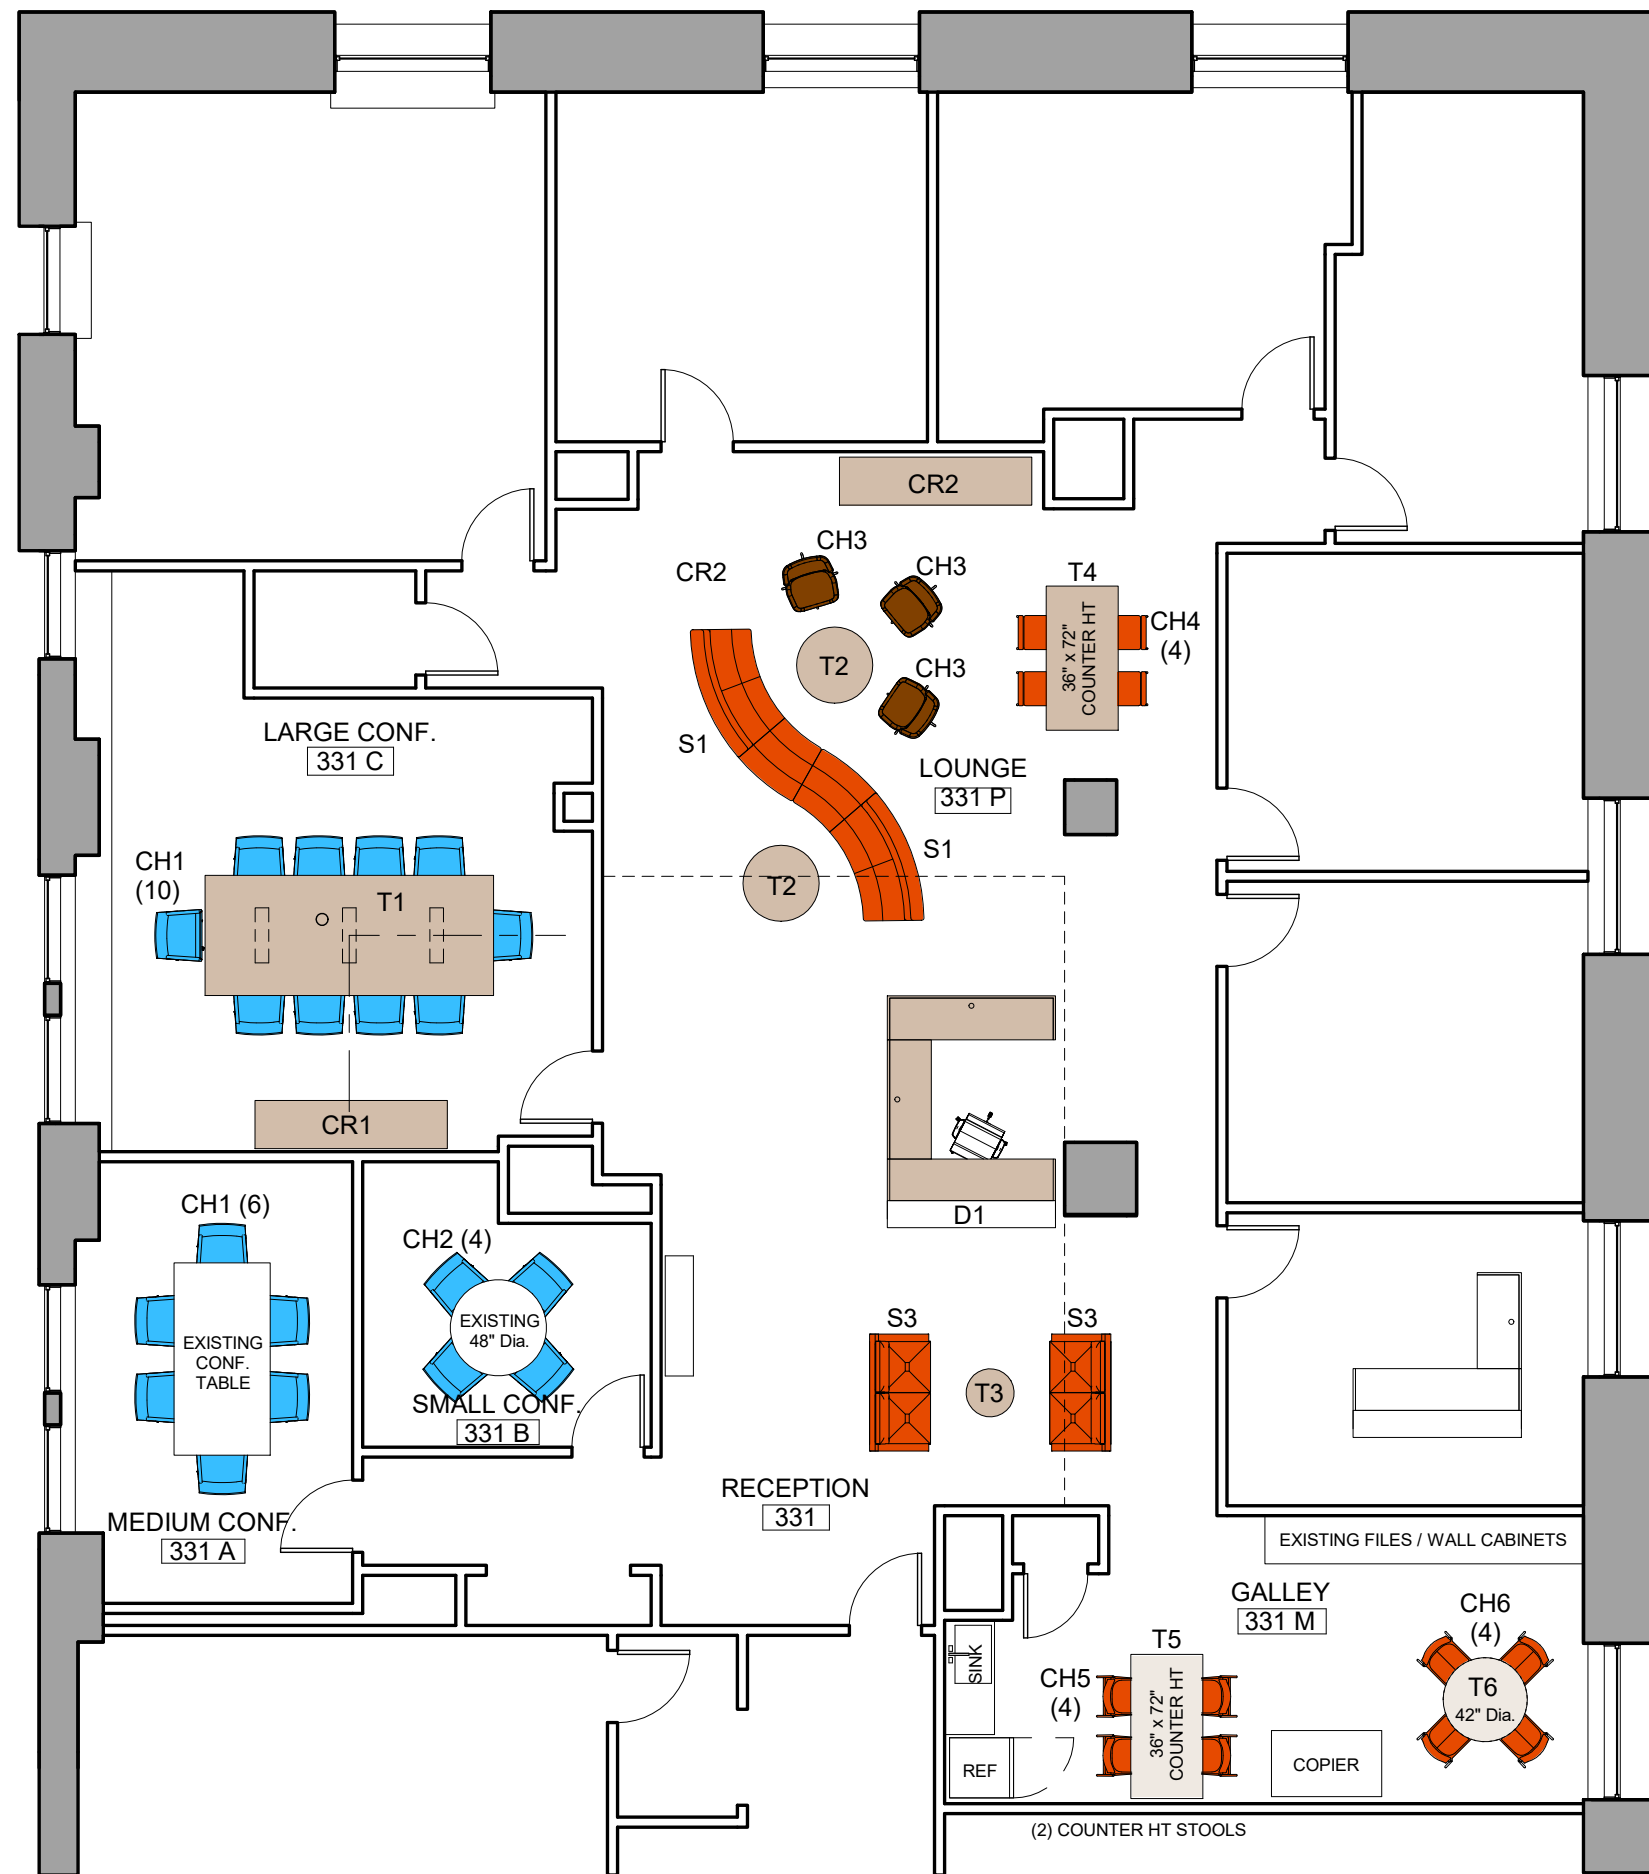 CR2
CH3
CR2
CH3
T4
36" x 72"
COUNTER HT
CH4
(4)
T2
CH3
S1
LOUNGE
331 P
S1
T2
LARGE CONF.
331 C
CH1
(10)
T1
CR1
D1
CH1 (6)
EXISTING
CONF.
TABLE
MEDIUM CONF.
331 A
CH2 (4)
EXISTING
48" Dia.
SMALL CONF.
331 B
S3
S3
T3
RECEPTION
331
EXISTING FILES / WALL CABINETS
GALLEY
331 M
CH6
(4)
T6
42" Dia.
T5
36" x 72"
COUNTER HT
CH5
(4)
SINK
REF
COPIER
(2) COUNTER HT STOOLS